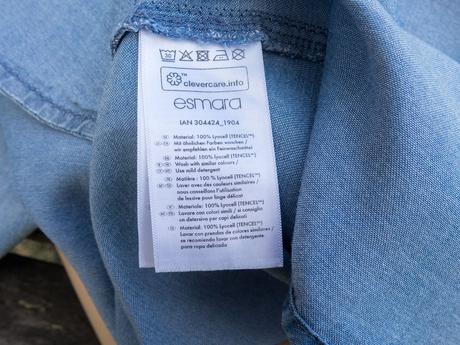 30
clevercare.info
esmara
IAN 304424_1904
Material: 100% Lyocell (TENCEL™)
Mit ähnlichen Farben waschen /
wir empfehlen ein Feinwaschmittel
Material: 100% Lyocell (TENCEL™)
Wash with similar colours /
Use mild detergent
Matière : 100 % Lyocell (TENCEL™)
Laver avec des couleurs similaires /
nous conseillons l'utilisation
de lessive pour linge délicat
Materiale: 100% Lyocell (TENCEL™)
Lavare con colori simili / si consiglia
un detersivo per capi delicati
Material: 100% Lyocell (TENCEL™)
Lavar con prendas de colores similares /
se recomienda lavar con detergente
para ropa delicada